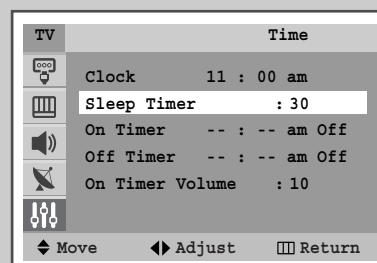 TV Time
Clock 11 : 00 am
Sleep Timer : 30
On Timer -- : -- am Off
Off Timer -- : -- am Off
On Timer Volume : 10
Move Adjust Return